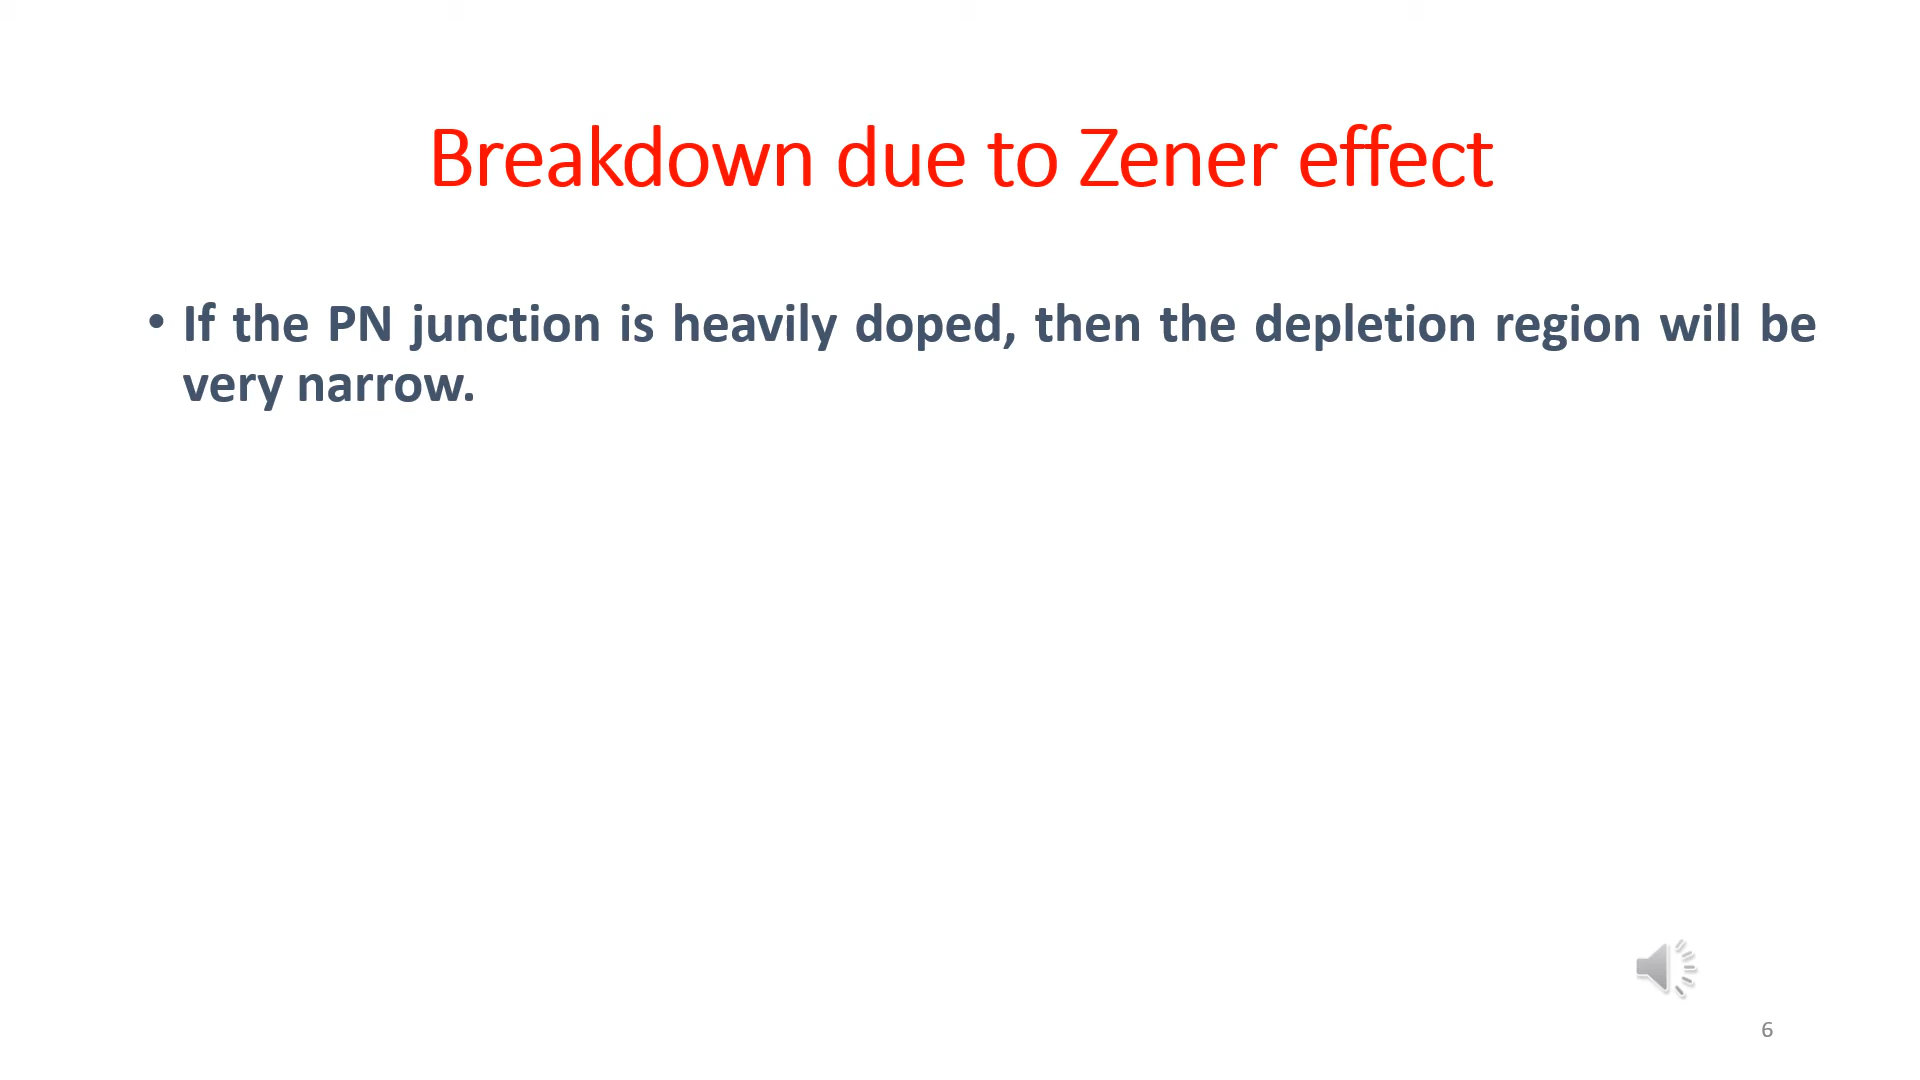 Breakdown due to Zener effect
• If the PN junction is heavily doped, then the depletion region will be
very narrow.
6